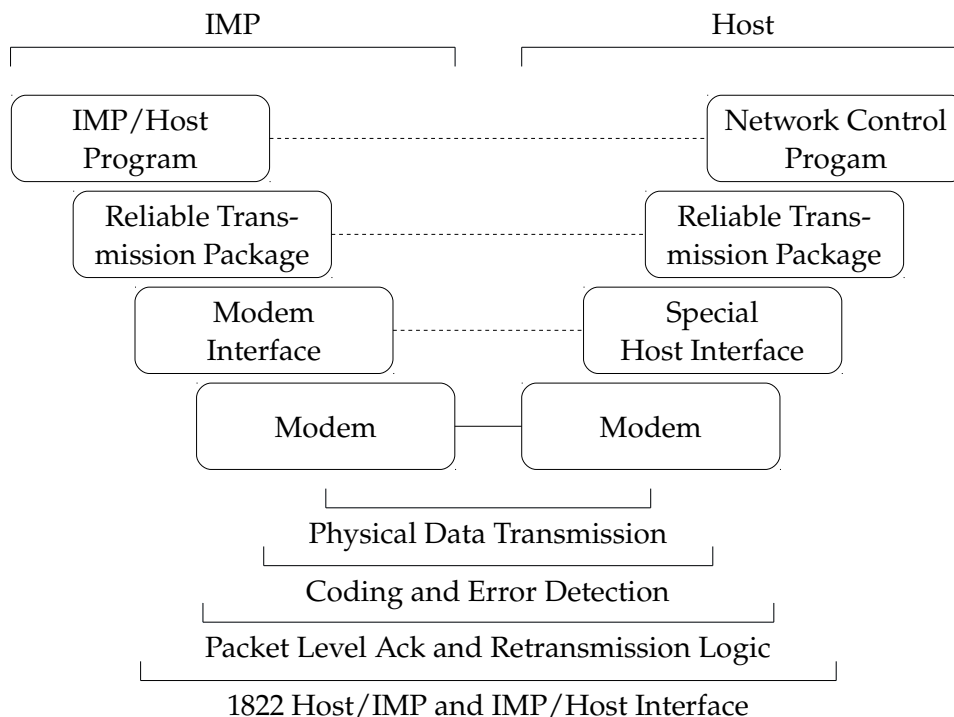 IMP
Host
IMP/Host
Program
Network Control
Progam
Reliable Trans-
mission Package
Reliable Trans-
mission Package
Modem
Interface
Special
Host Interface
Modem
Modem
Physical Data Transmission
Coding and Error Detection
Packet Level Ack and Retransmission Logic
1822 Host/IMP and IMP/Host Interface